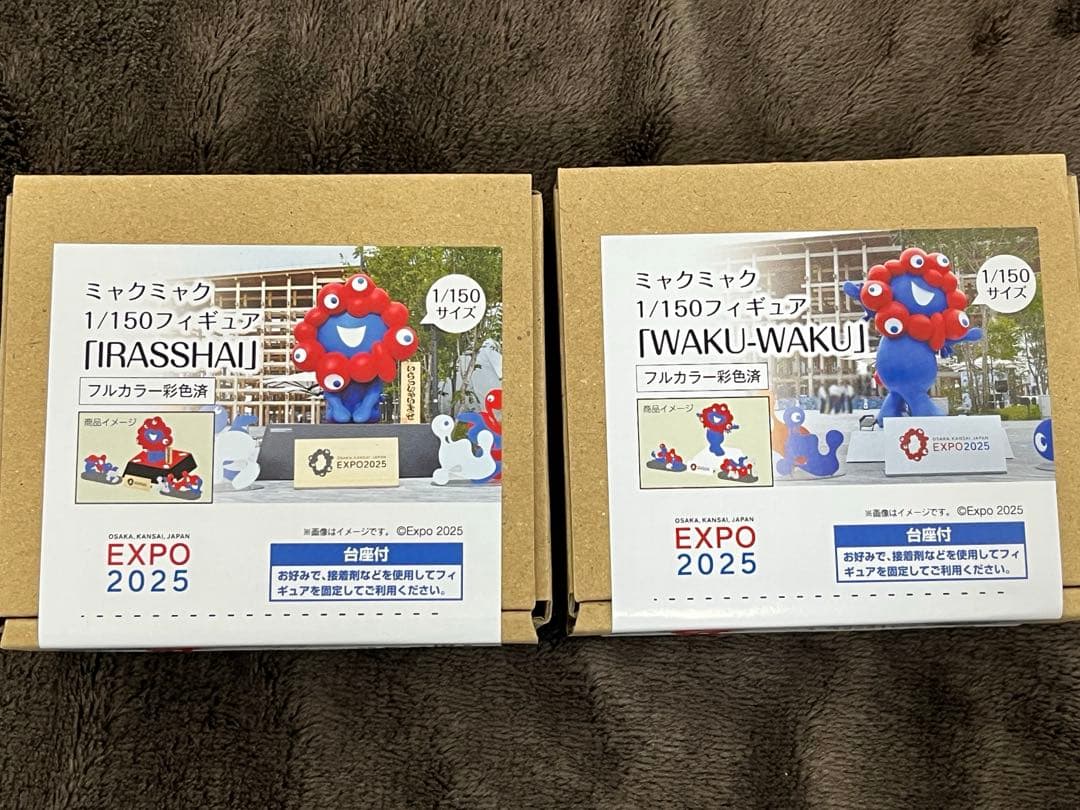 ミャクミャク
1/150フィギュア
「IRASSHAI」
フルカラー彩色済
1/150
サイズ
いらっしゃいませ
商品イメージ
OSAKA, KANSAI, JAPAN
EXPO2025
※画像はイメージです。 ©Expo 2025
OSAKA, KANSAI, JAPAN
EXPO
2025
台座付
お好みで、接着剤などを使用してフィ
ギュアを固定してご利用ください。
ミャクミャク
1/150フィギュア
「WAKU-WAKU」
フルカラー彩色済
1/150
サイズ
商品イメージ
OSAKA, KANSAI, JAPAN
EXPO2025
※画像はイメージです。 ©Expo 2025
OSAKA, KANSAI, JAPAN
EXPO
2025
台座付
お好みで、接着剤などを使用してフィ
ギュアを固定してご利用ください。